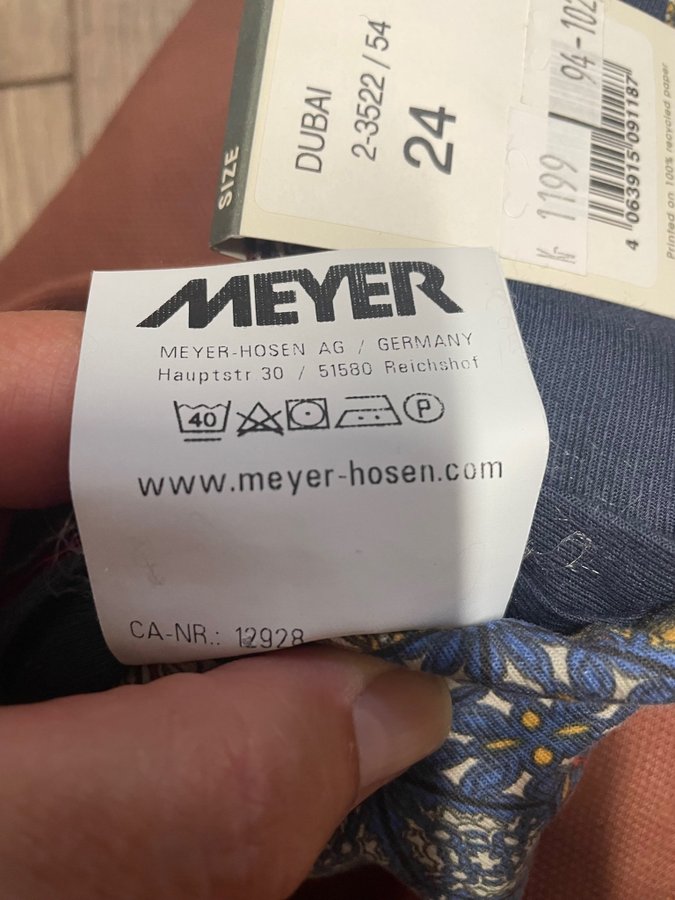 SIZE
DUBAI
2-3522 / 54
24
Kr 1199
94-102
4 063915 091187
Printed on 100% recycled paper
MEYER
MEYER-HOSEN AG / GERMANY
Hauptstr 30 / 51580 Reichshof
40
P
www.meyer-hosen.com
CA-NR.: 12928